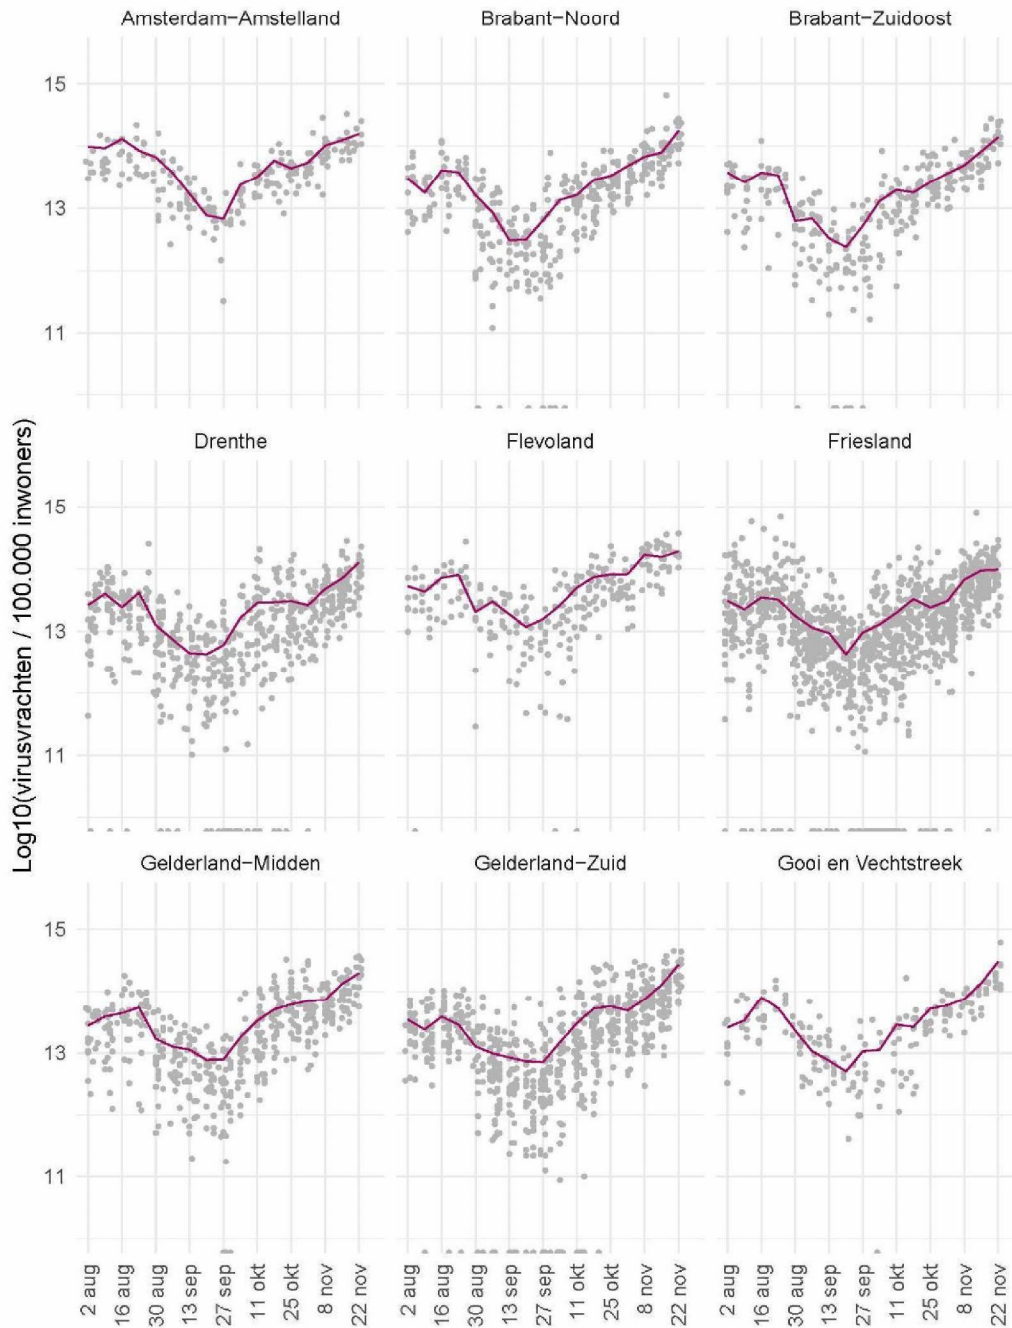 Amsterdam−Amstelland
Brabant−Noord
Brabant−Zuidoost
15
13
11
Drenthe
Flevoland
Friesland
15
13
11
Log10(virusvrachten / 100.000 inwoners)
Gelderland−Midden
Gelderland−Zuid
Gooi en Vechtstreek
15
13
11
2 aug
16 aug
30 aug
13 sep
27 sep
11 okt
25 okt
8 nov
22 nov
2 aug
16 aug
30 aug
13 sep
27 sep
11 okt
25 okt
8 nov
22 nov
2 aug
16 aug
30 aug
13 sep
27 sep
11 okt
25 okt
8 nov
22 nov